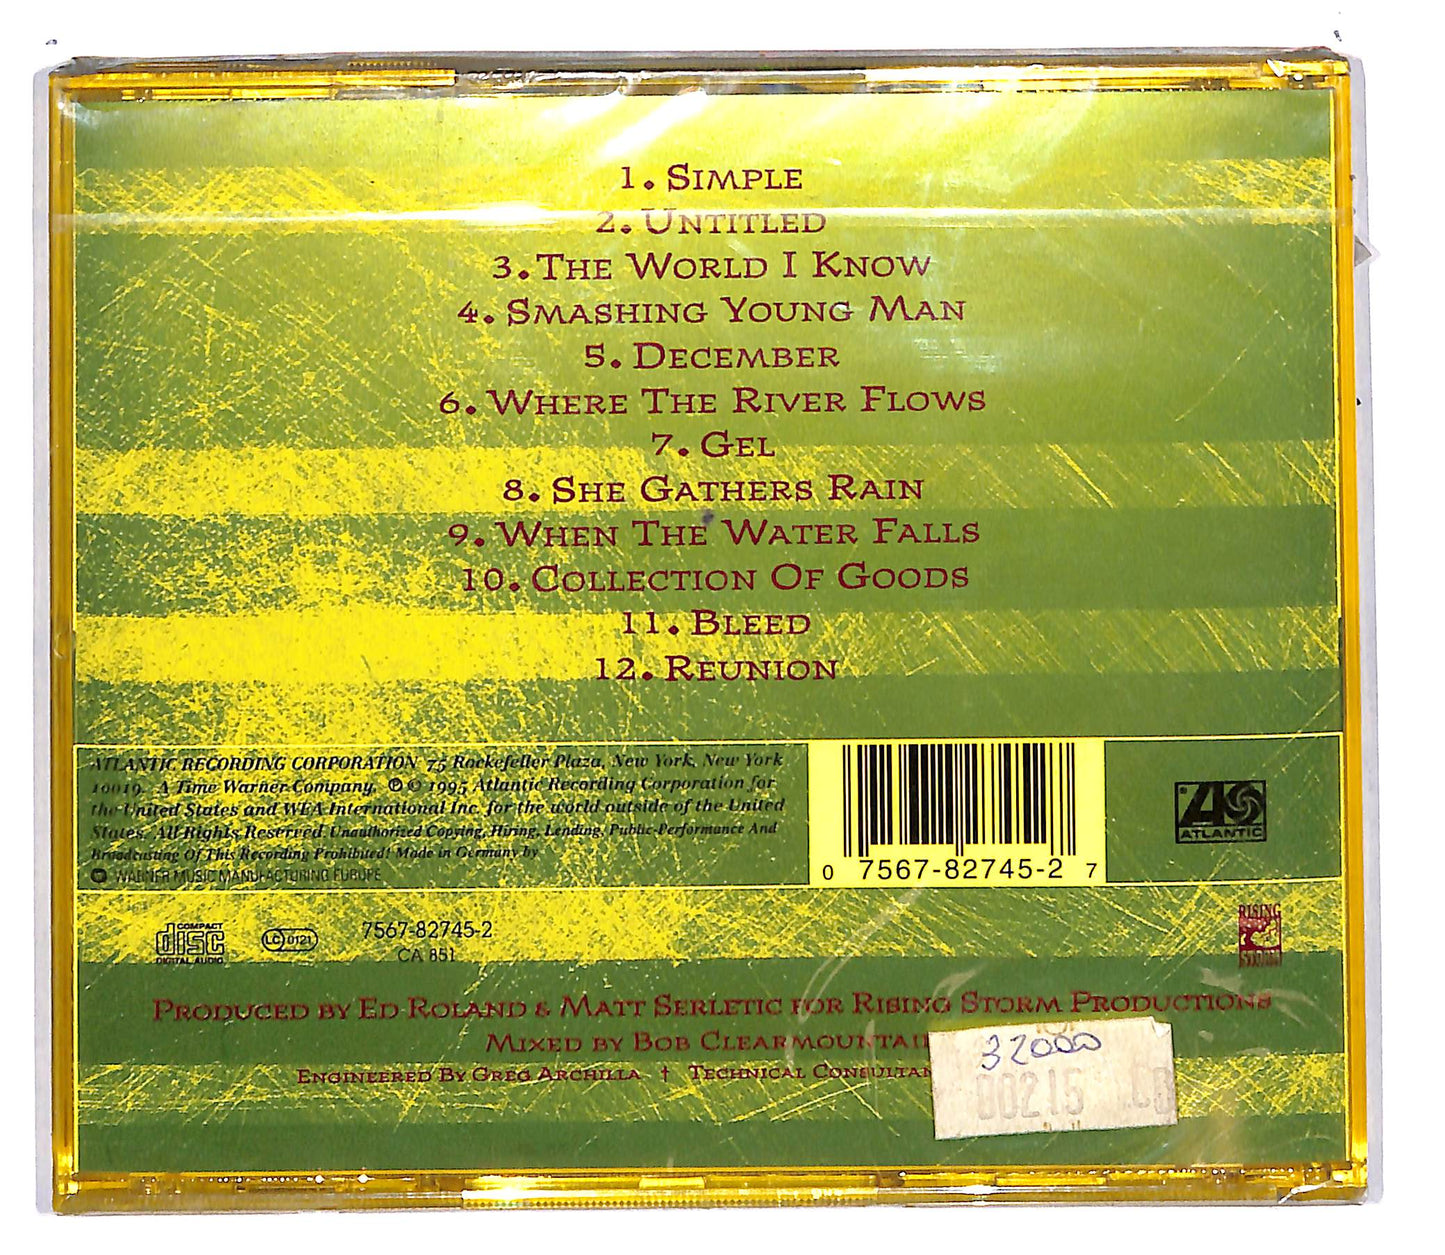 1. Simple
2. Untitled
3. The World I Know
4. Smashing Young Man
5. December
6. Where The River Flows
7. Gel
8. She Gathers Rain
9. When The Water Falls
10. Collection Of Goods
11. Bleed
12. Reunion
ATLANTIC RECORDING CORPORATION 75 Rockefeller Plaza, New York, New York
10019. A Time Warner Company. ℗ © 1995 Atlantic Recording Corporation for
the United States and WEA International Inc. for the world outside of the United
States. All Rights Reserved. Unauthorized Copying, Hiring, Lending, Public Performance And
Broadcasting Of This Recording Prohibited! Made in Germany by
WARNER MUSIC MANUFACTURING EUROPE
0 7567-82745-2 7
ATLANTIC
COMPACT
disc
DIGITAL AUDIO
LC 0121
7567-82745-2
CA 851
RISING
STORM
Produced by Ed Roland & Matt Serletic for Rising Storm Productions
Mixed by Bob Clearmountain
Engineered By Greg Archilla † Technical
32000
00215 CD